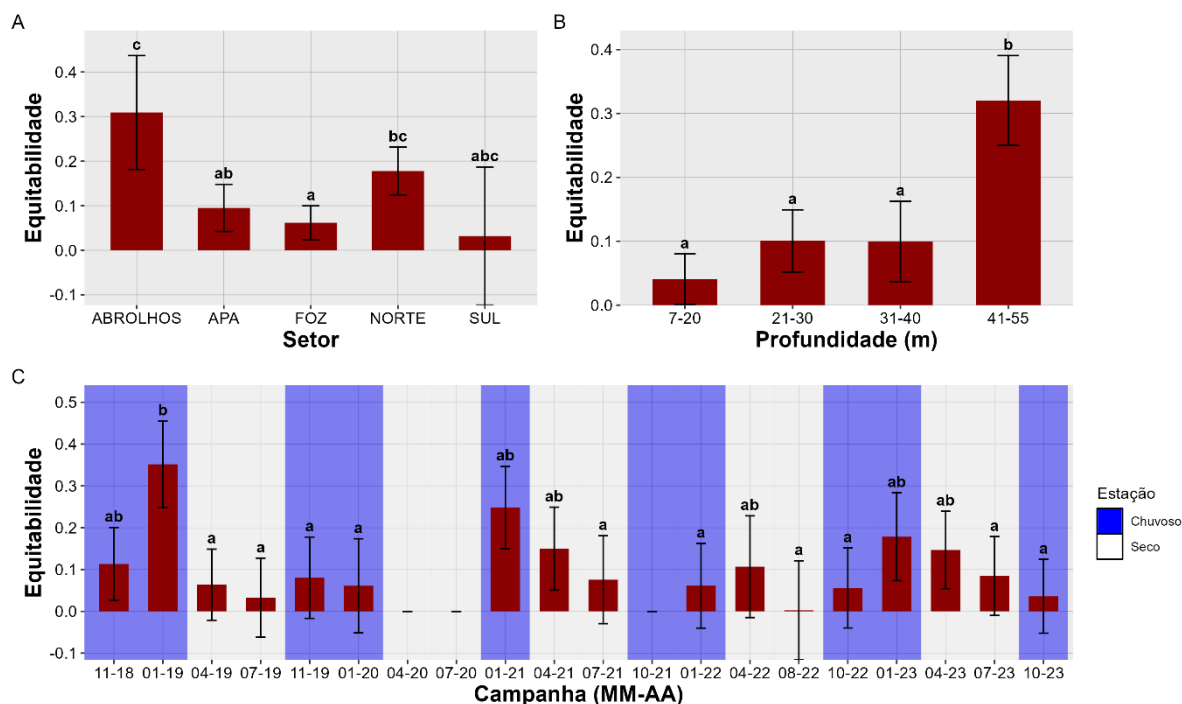 A
Equitabilidade
0.4
0.3
0.2
0.1
0.0
-0.1
c
ab
a
bc
abc
ABROLHOS APA FOZ NORTE SUL
Setor
B
Equitabilidade
0.4
0.3
0.2
0.1
0.0
a
a
a
b
7-20 21-30 31-40 41-55
Profundidade (m)
C
Equitabilidade
0.5
0.4
0.3
0.2
0.1
0.0
-0.1
ab b a a a a ab ab a a ab a a ab ab a a
11-18 01-19 04-19 07-19 11-19 01-20 04-20 07-20 01-21 04-21 07-21 10-21 01-22 04-22 08-22 10-22 01-23 04-23 07-23 10-23
Campanha (MM-AA)
Estação
Chuvoso
Seco